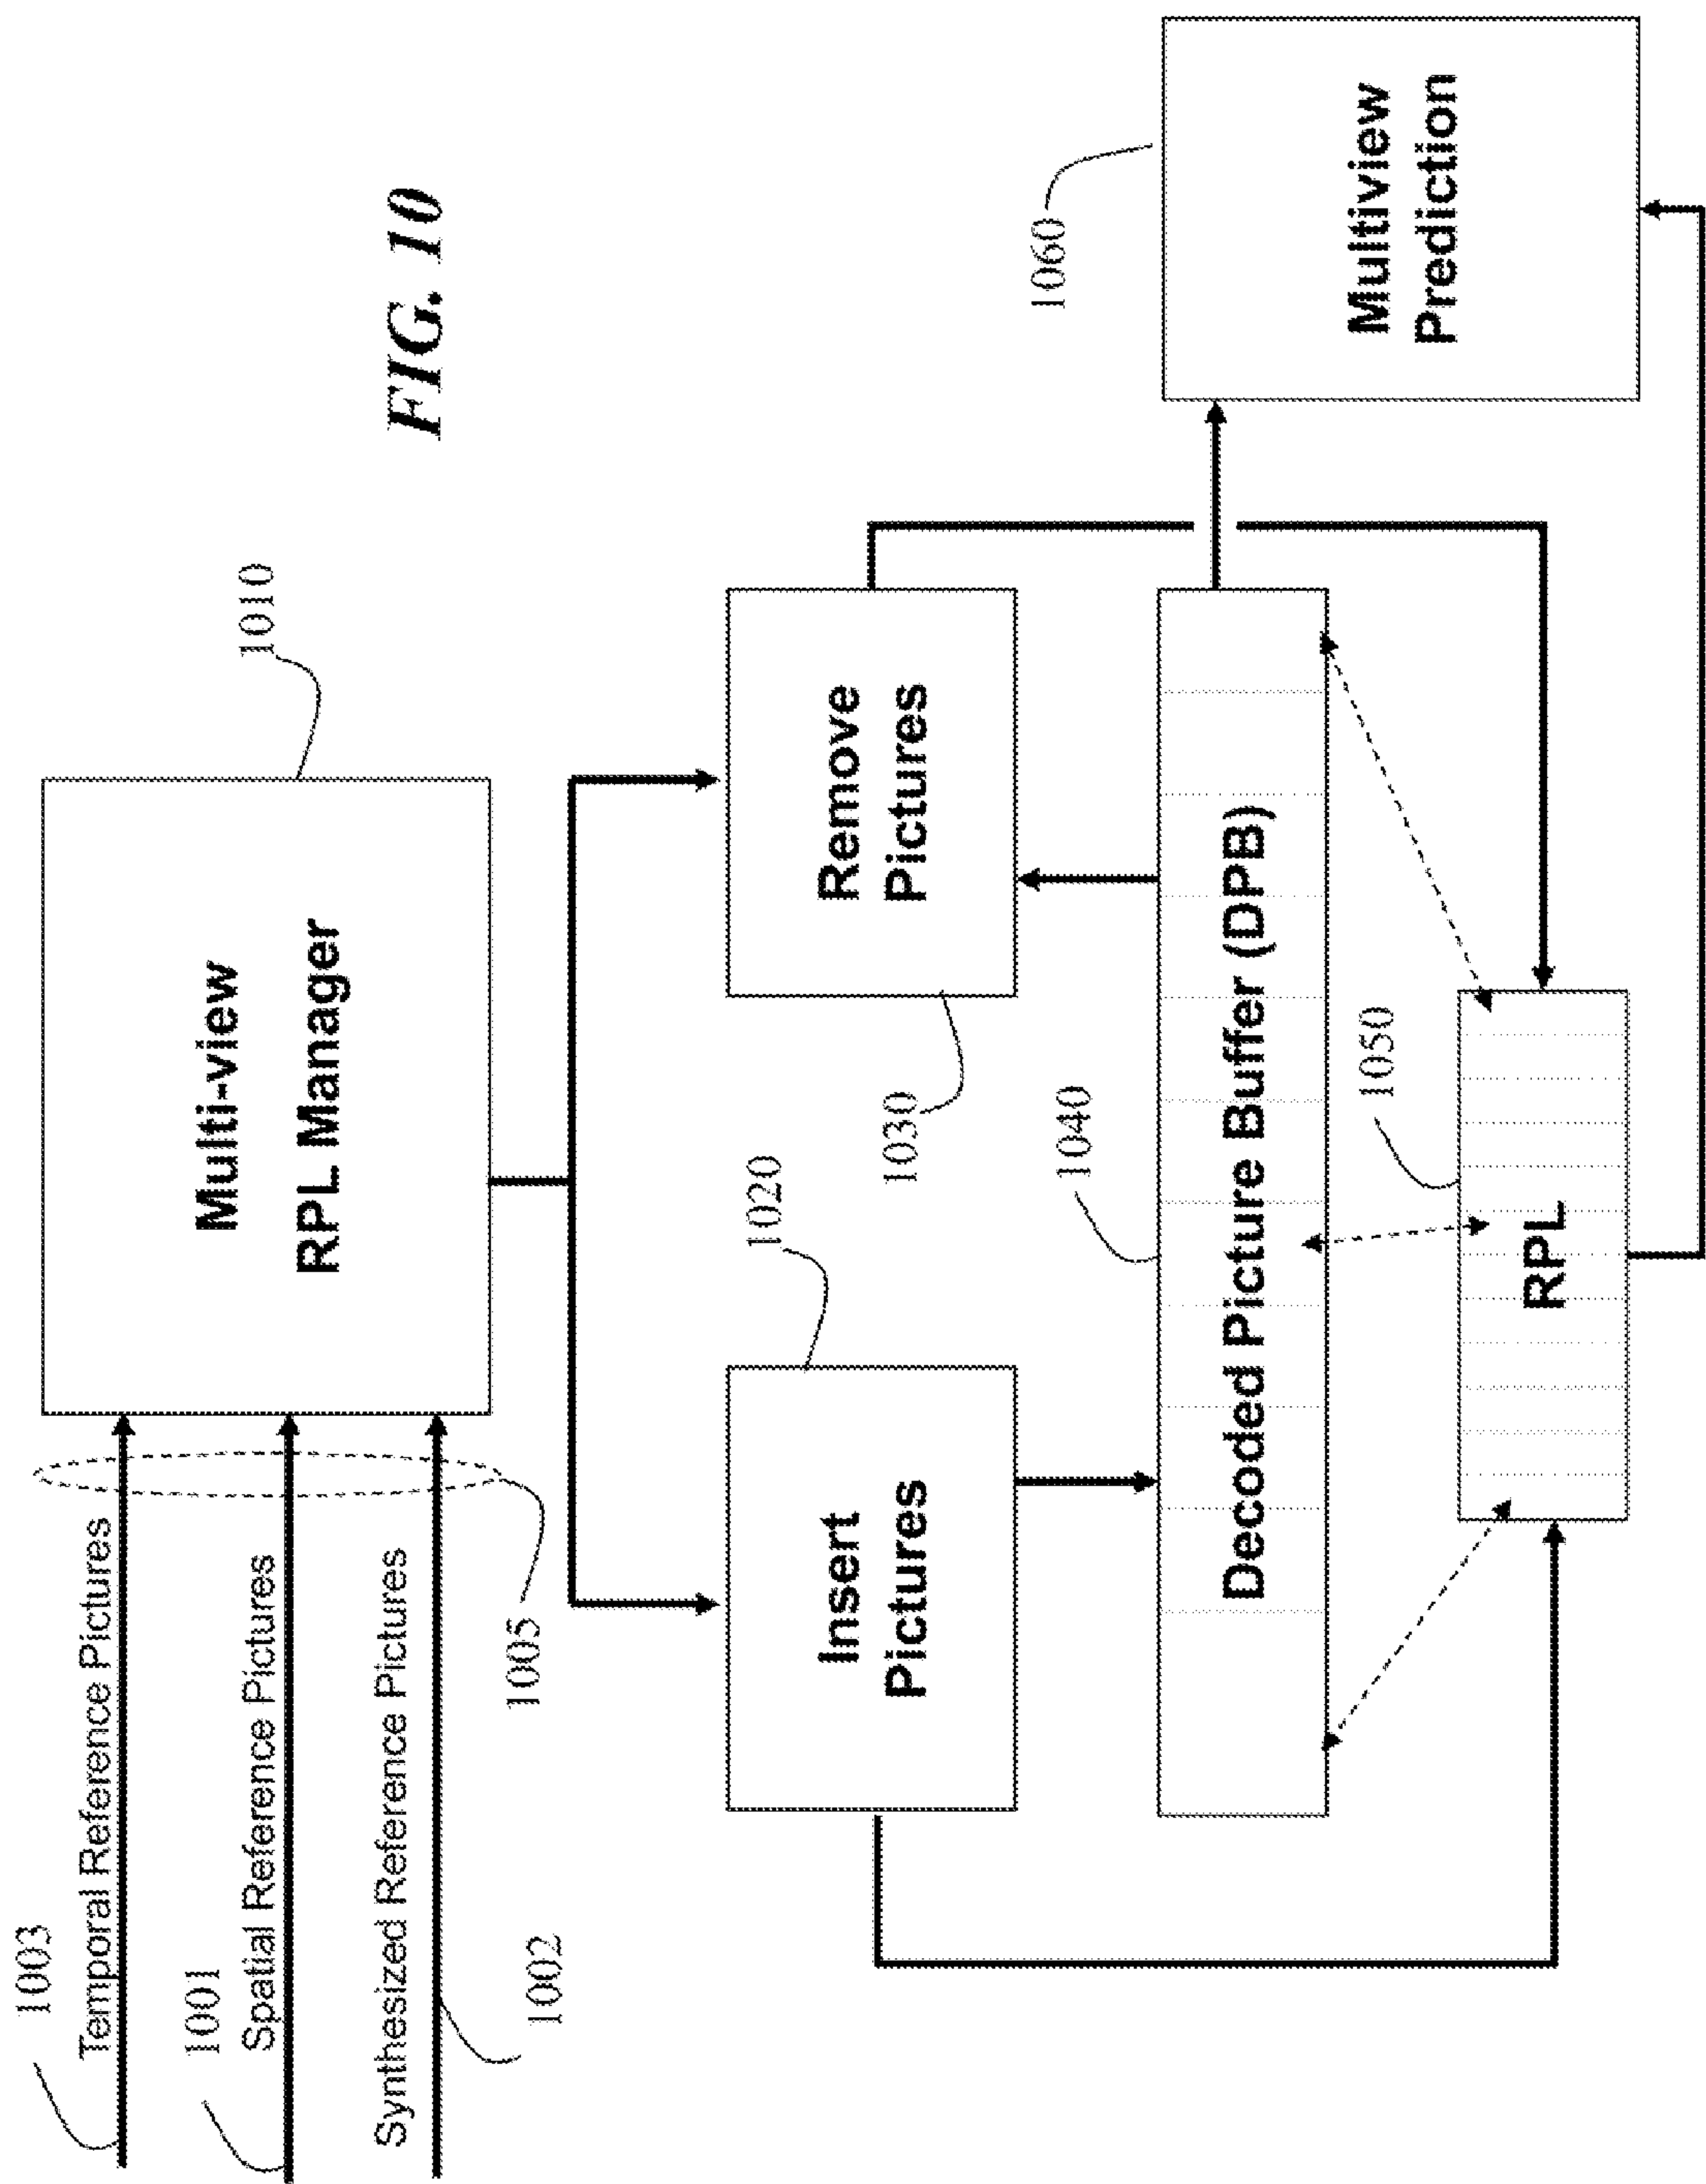 FIG. 10
1003
Temporal Reference Pictures
1001
Spatial Reference Pictures
Synthesized Reference Pictures
1002
1005
Multi-view
RPL Manager
1010
Insert
Pictures
1020
Remove
Pictures
1030
1040
Decoded Picture Buffer (DPB)
1050
RPL
1060
Multiview
Prediction